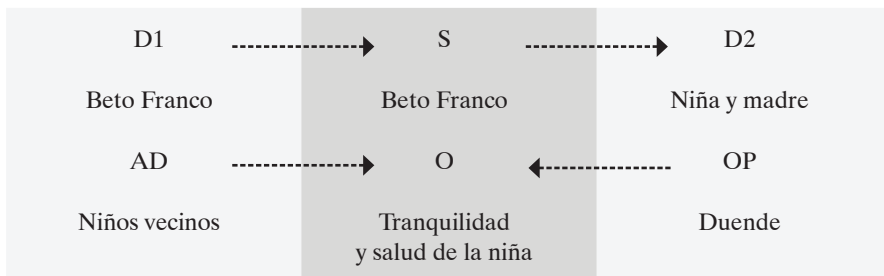 D1 S D2
Beto Franco Beto Franco Niña y madre
AD O OP
Niños vecinos Tranquilidad Duende
y salud de la niña